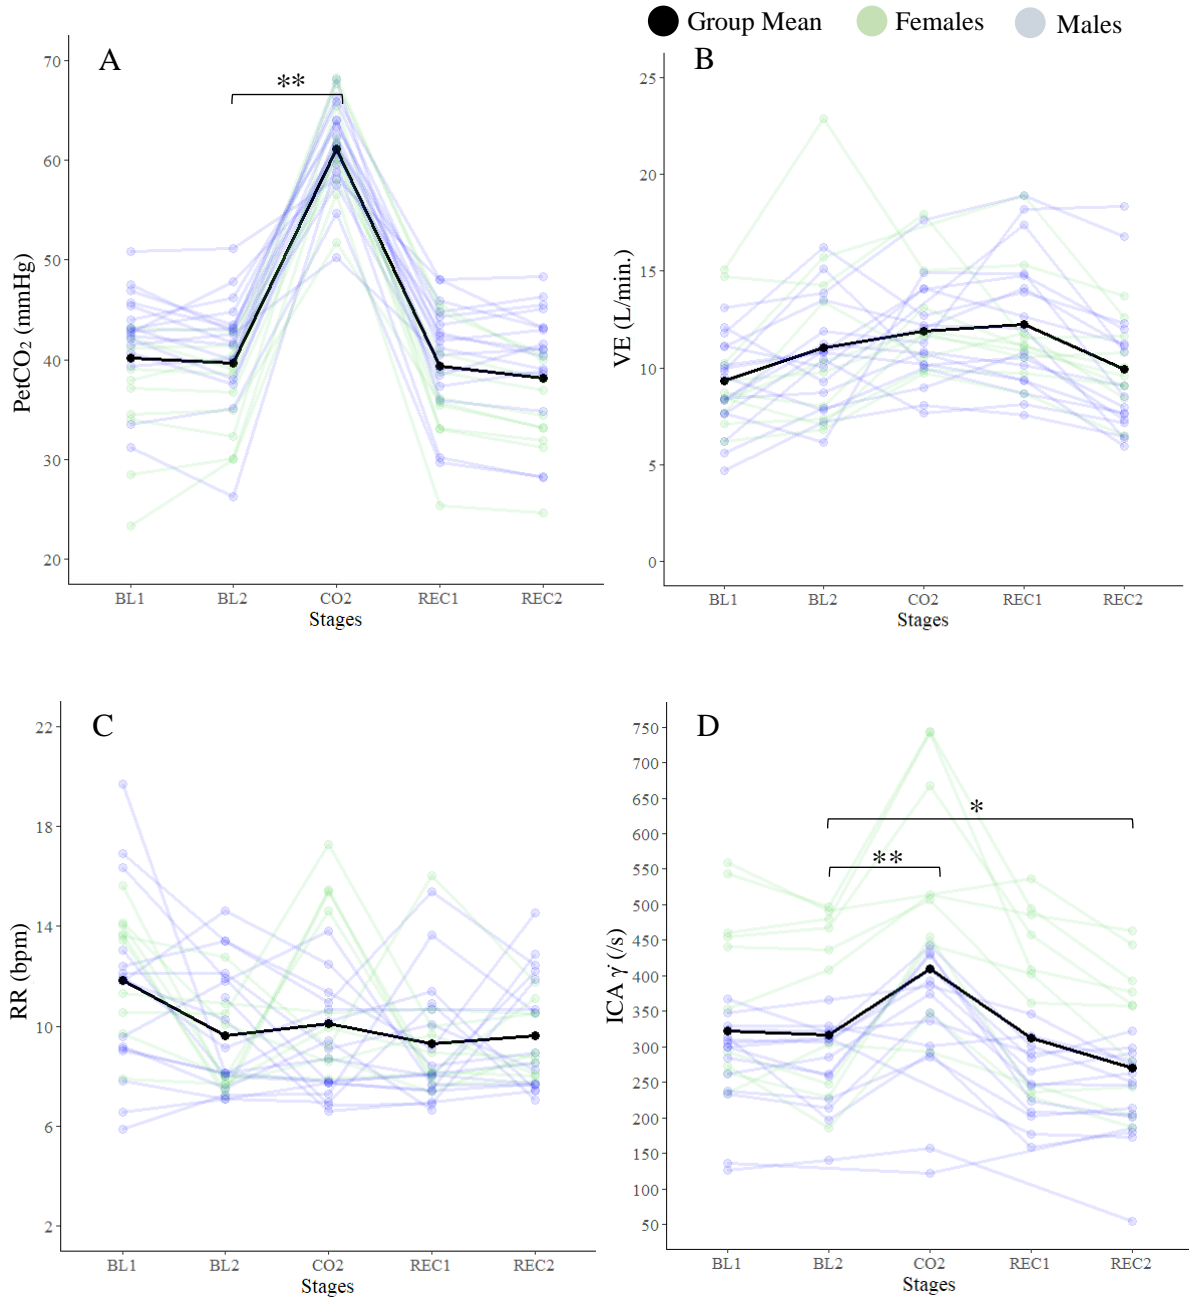 Group Mean Females Males
A
70
60
50
40
30
20
**
PetCO₂ (mmHg)
BL1 BL2 CO2 REC1 REC2
Stages
B
25
20
15
10
5
0
VE (L/min.)
BL1 BL2 CO2 REC1 REC2
Stages
C
22
18
14
10
6
2
RR (bpm)
BL1 BL2 CO2 REC1 REC2
Stages
D
750
700
650
600
550
500
450
400
350
300
250
200
150
100
50
*
**
ICA γ̇ (/s)
BL1 BL2 CO2 REC1 REC2
Stages